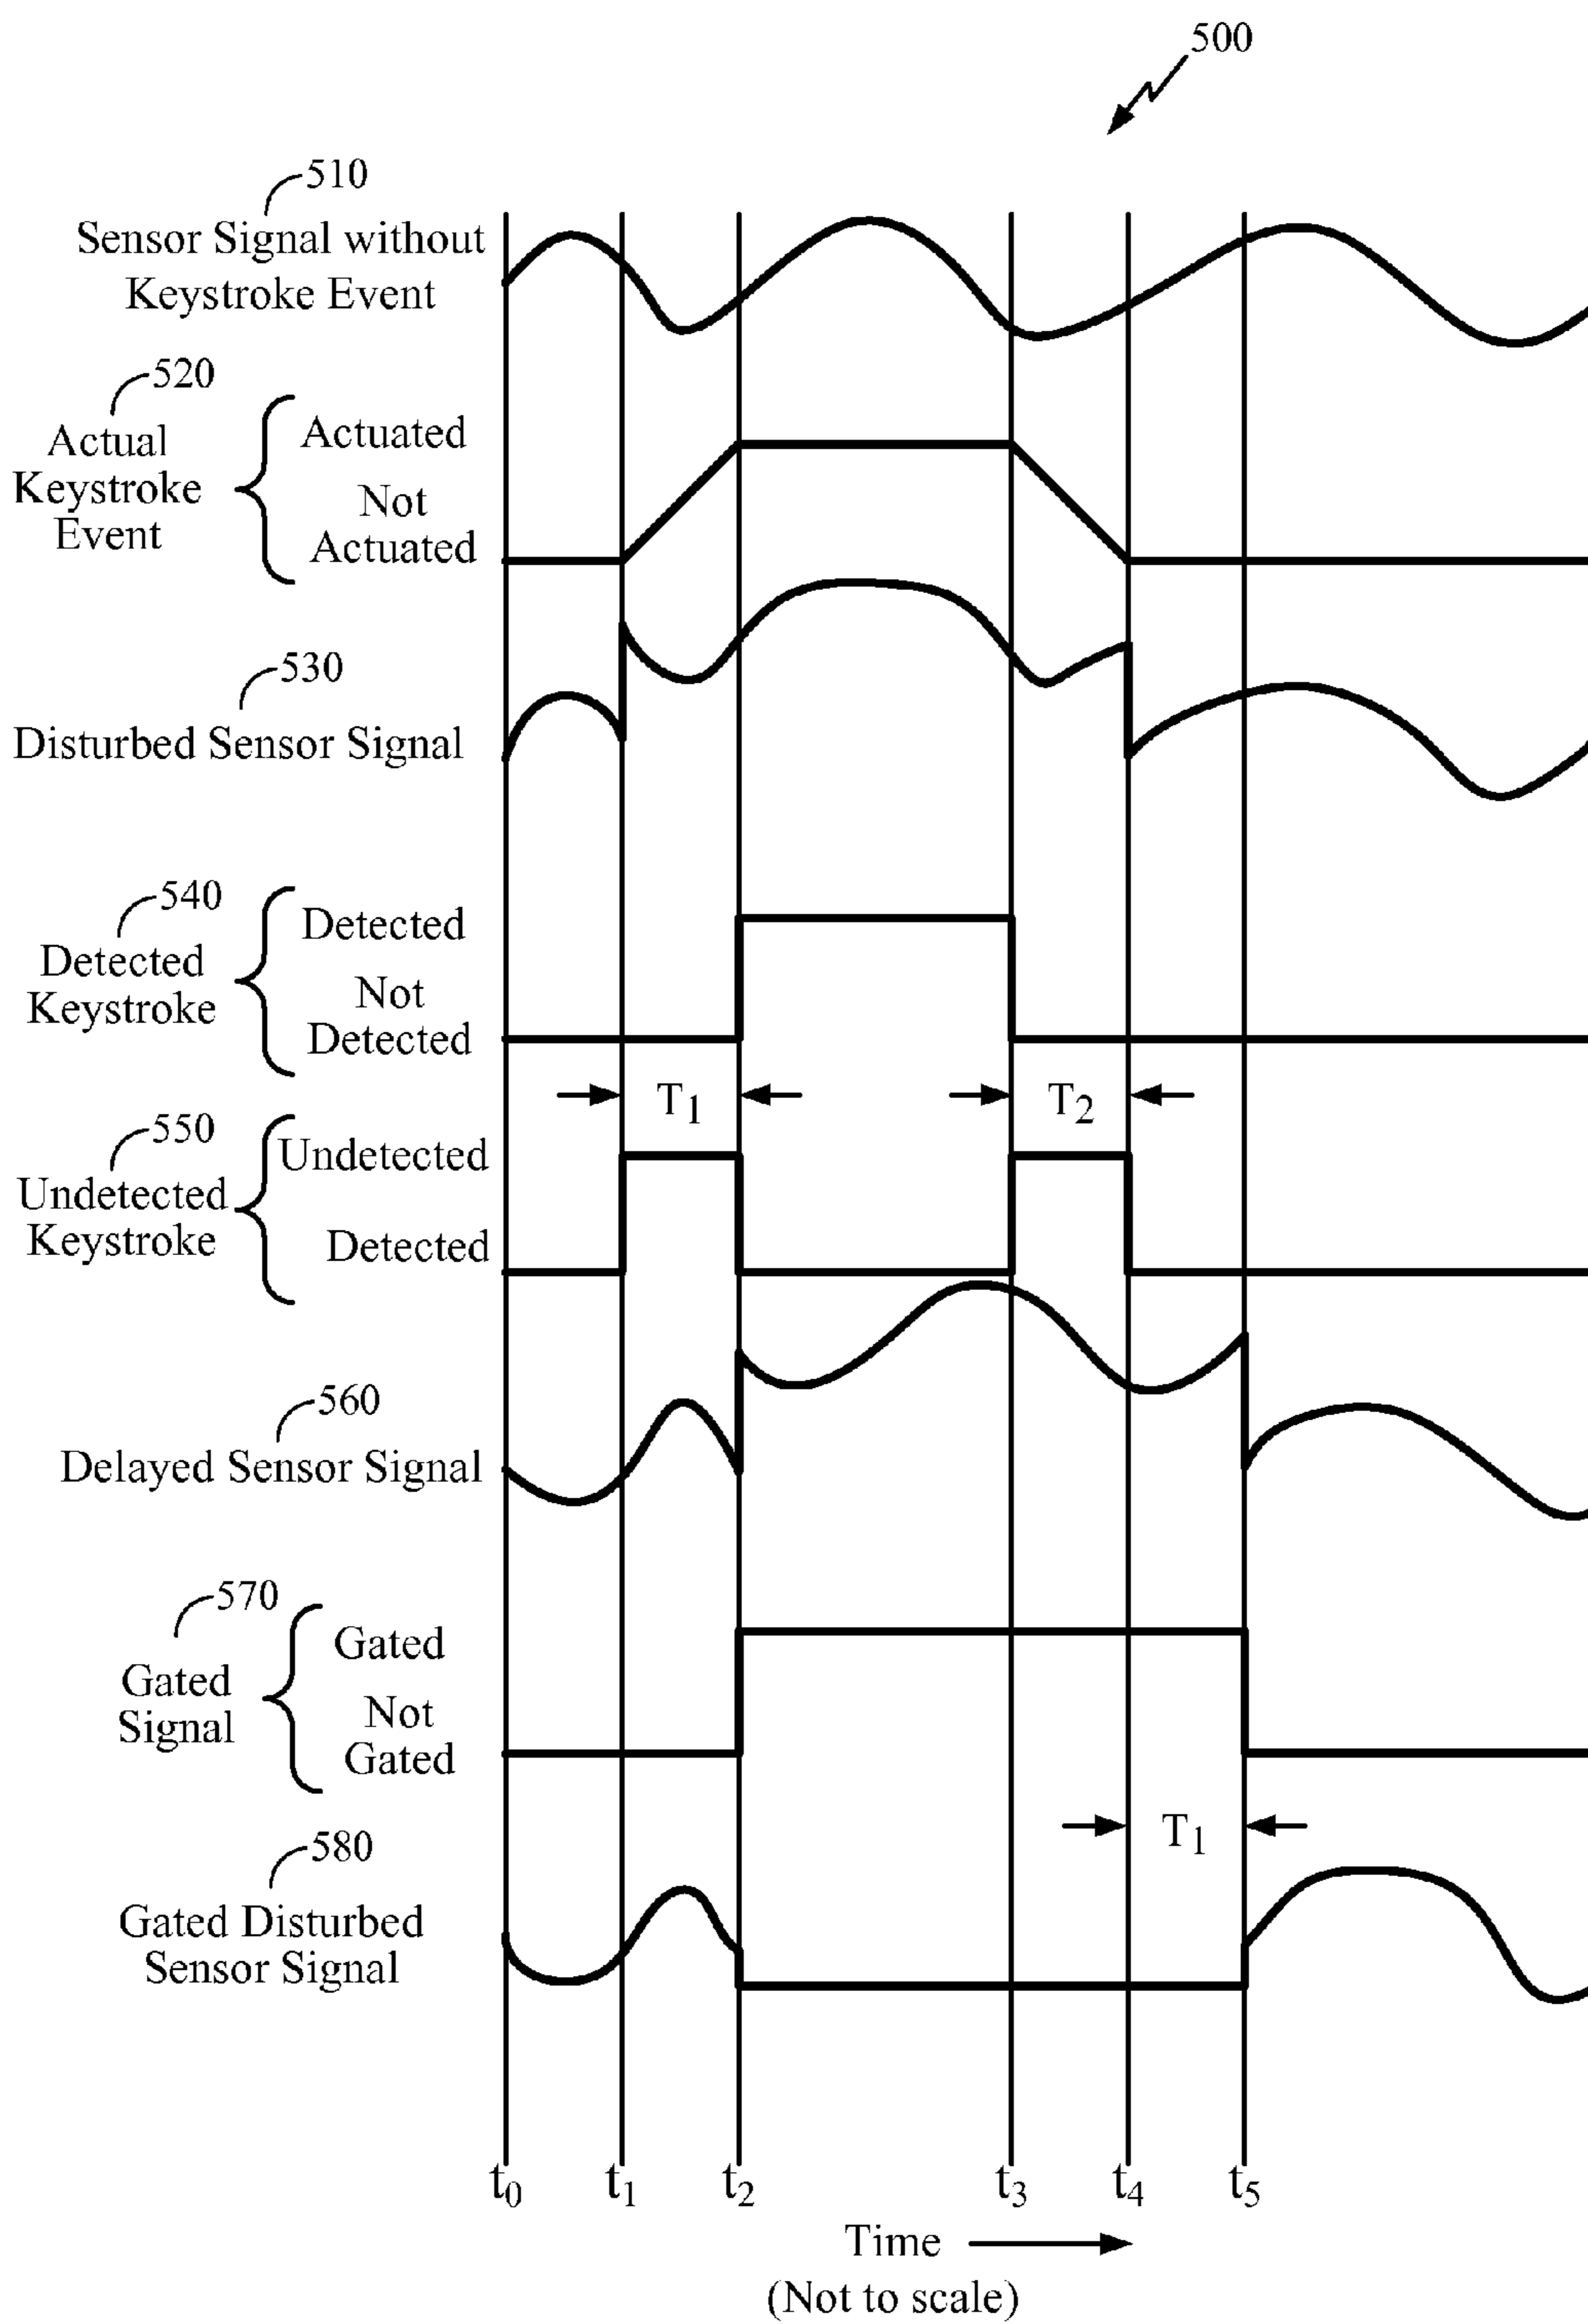 500
510
Sensor Signal without
Keystroke Event
520
Actual
Keystroke
Event
Actuated
Not
Actuated
530
Disturbed Sensor Signal
540
Detected
Keystroke
Detected
Not
Detected
T1
T2
550
Undetected
Keystroke
Undetected
Detected
560
Delayed Sensor Signal
570
Gated
Signal
Gated
Not
Gated
T1
580
Gated Disturbed
Sensor Signal
t0 t1 t2 t3 t4 t5
Time
(Not to scale)